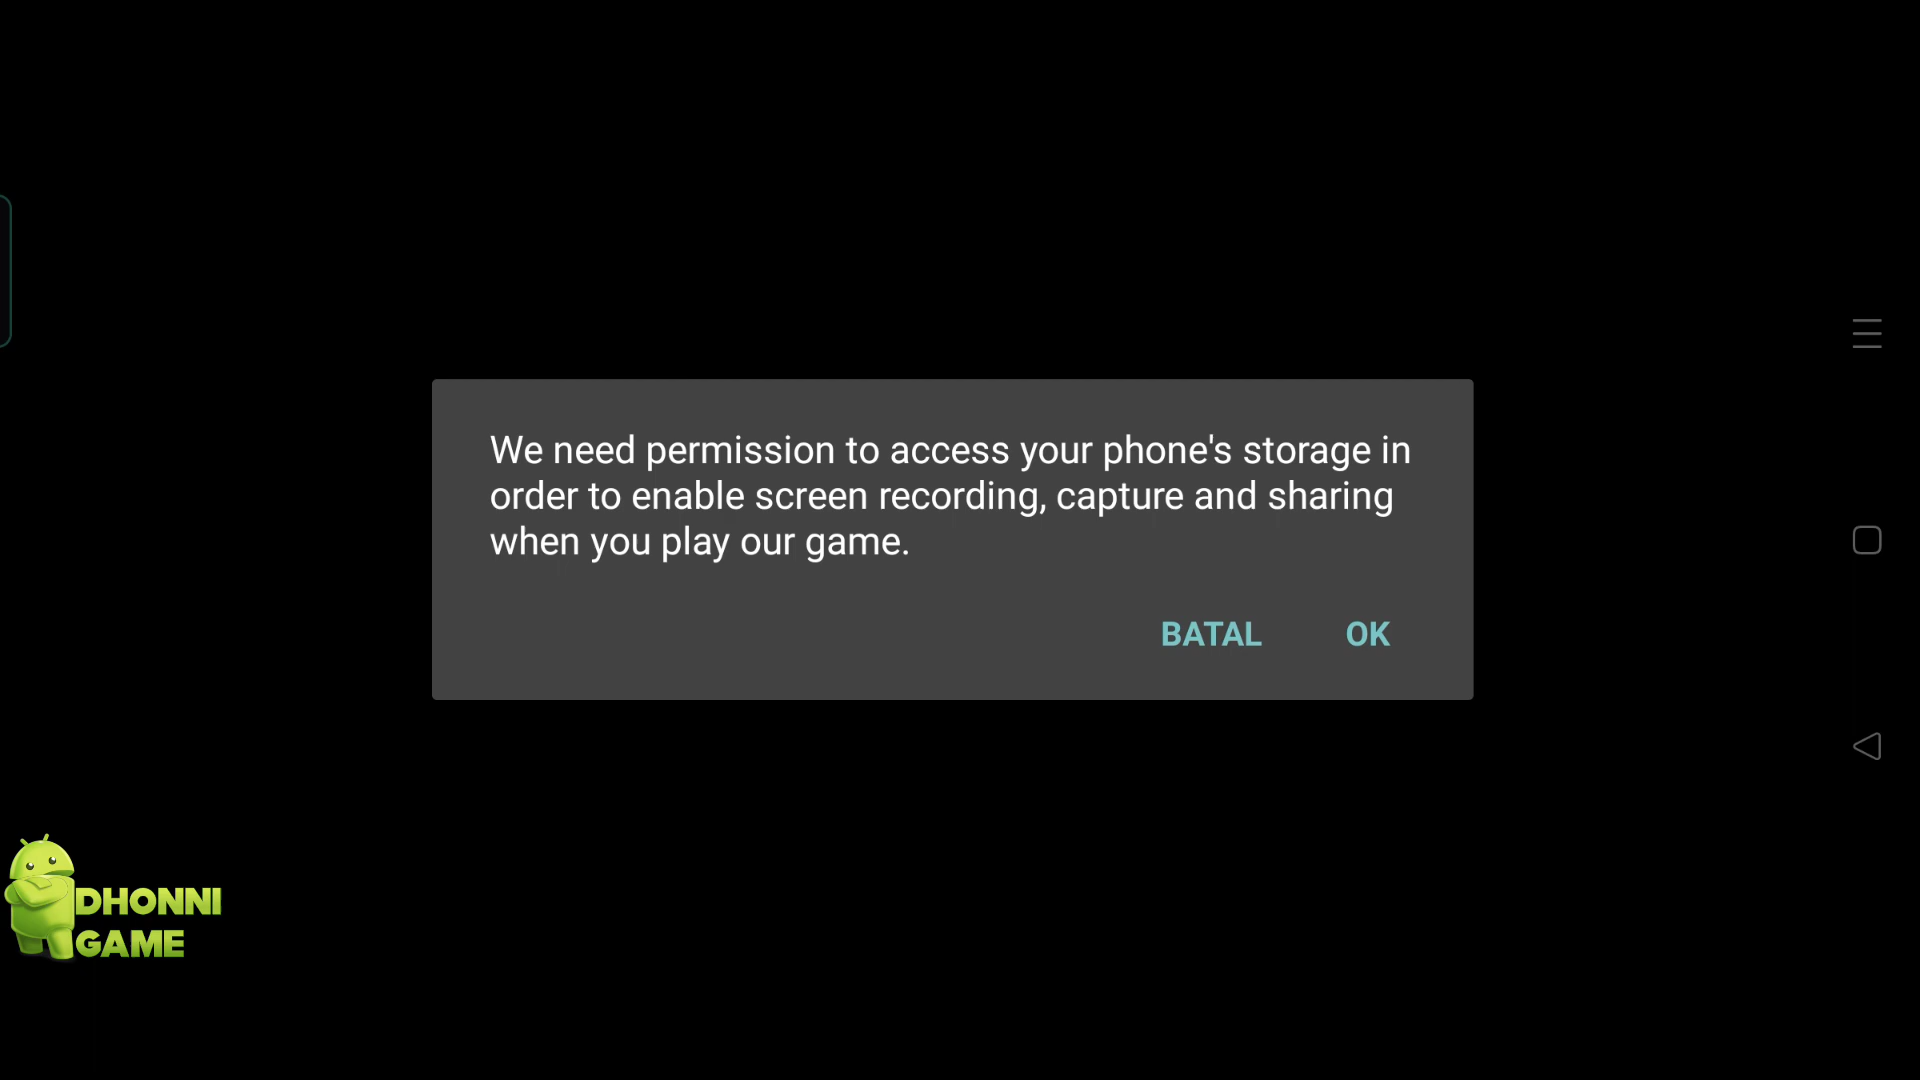 We need permission to access your phone's storage in
order to enable screen recording, capture and sharing
when you play our game.
BATAL OK
DHONNI
GAME